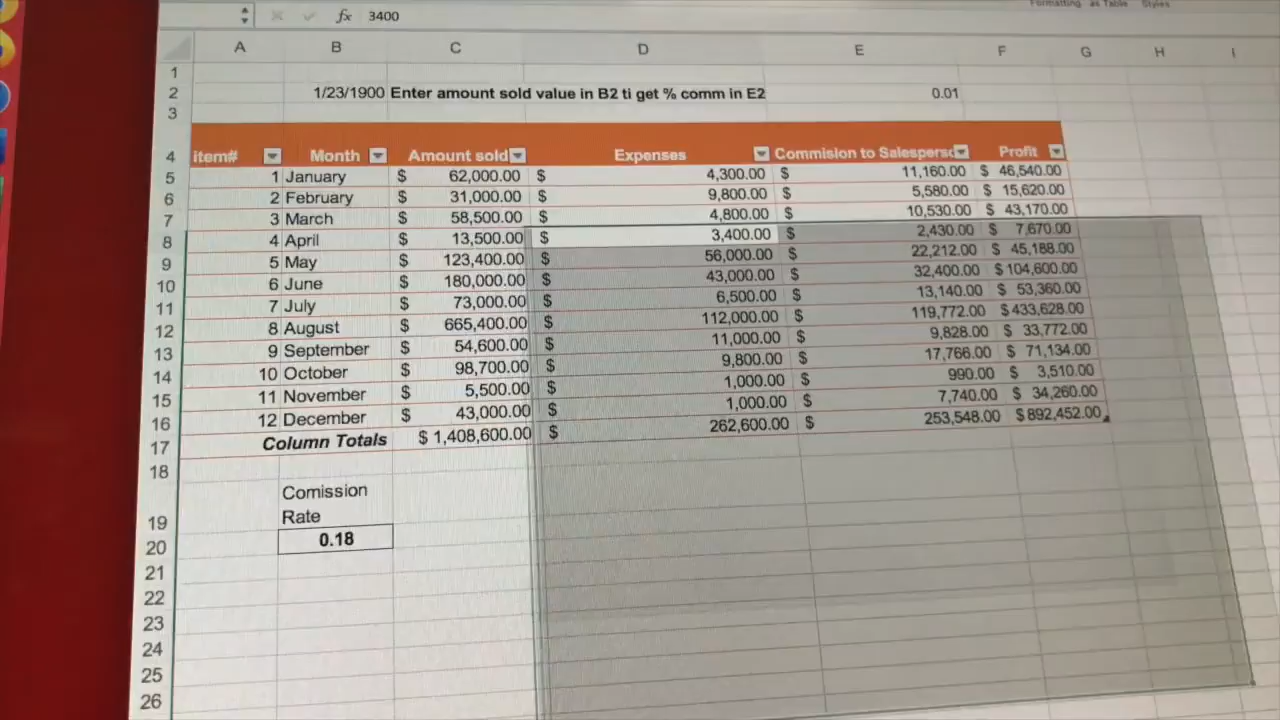 Formatting as Table Styles
fx 3400
A B C D E F G H I
1
2 1/23/1900 Enter amount sold value in B2 ti get % comm in E2 0.01
3
4 item# Month Amount sold Expenses Commision to Salesperso Profit
5 1 January $ 62,000.00 $ 4,300.00 $ 11,160.00 $ 46,540.00
6 2 February $ 31,000.00 $ 9,800.00 $ 5,580.00 $ 15,620.00
7 3 March $ 58,500.00 $ 4,800.00 $ 10,530.00 $ 43,170.00
8 4 April $ 13,500.00 $ 3,400.00 $ 2,430.00 $ 7,670.00
9 5 May $ 123,400.00 $ 56,000.00 $ 22,212.00 $ 45,188.00
10 6 June $ 180,000.00 $ 43,000.00 $ 32,400.00 $ 104,600.00
11 7 July $ 73,000.00 $ 6,500.00 $ 13,140.00 $ 53,360.00
12 8 August $ 665,400.00 $ 112,000.00 $ 119,772.00 $ 433,628.00
13 9 September $ 54,600.00 $ 11,000.00 $ 9,828.00 $ 33,772.00
14 10 October $ 98,700.00 $ 9,800.00 $ 17,766.00 $ 71,134.00
15 11 November $ 5,500.00 $ 1,000.00 $ 990.00 $ 3,510.00
16 12 December $ 43,000.00 $ 1,000.00 $ 7,740.00 $ 34,260.00
17 Column Totals $ 1,408,600.00 $ 262,600.00 $ 253,548.00 $ 892,452.00
18
Comission
19 Rate
20 0.18
21
22
23
24
25
26